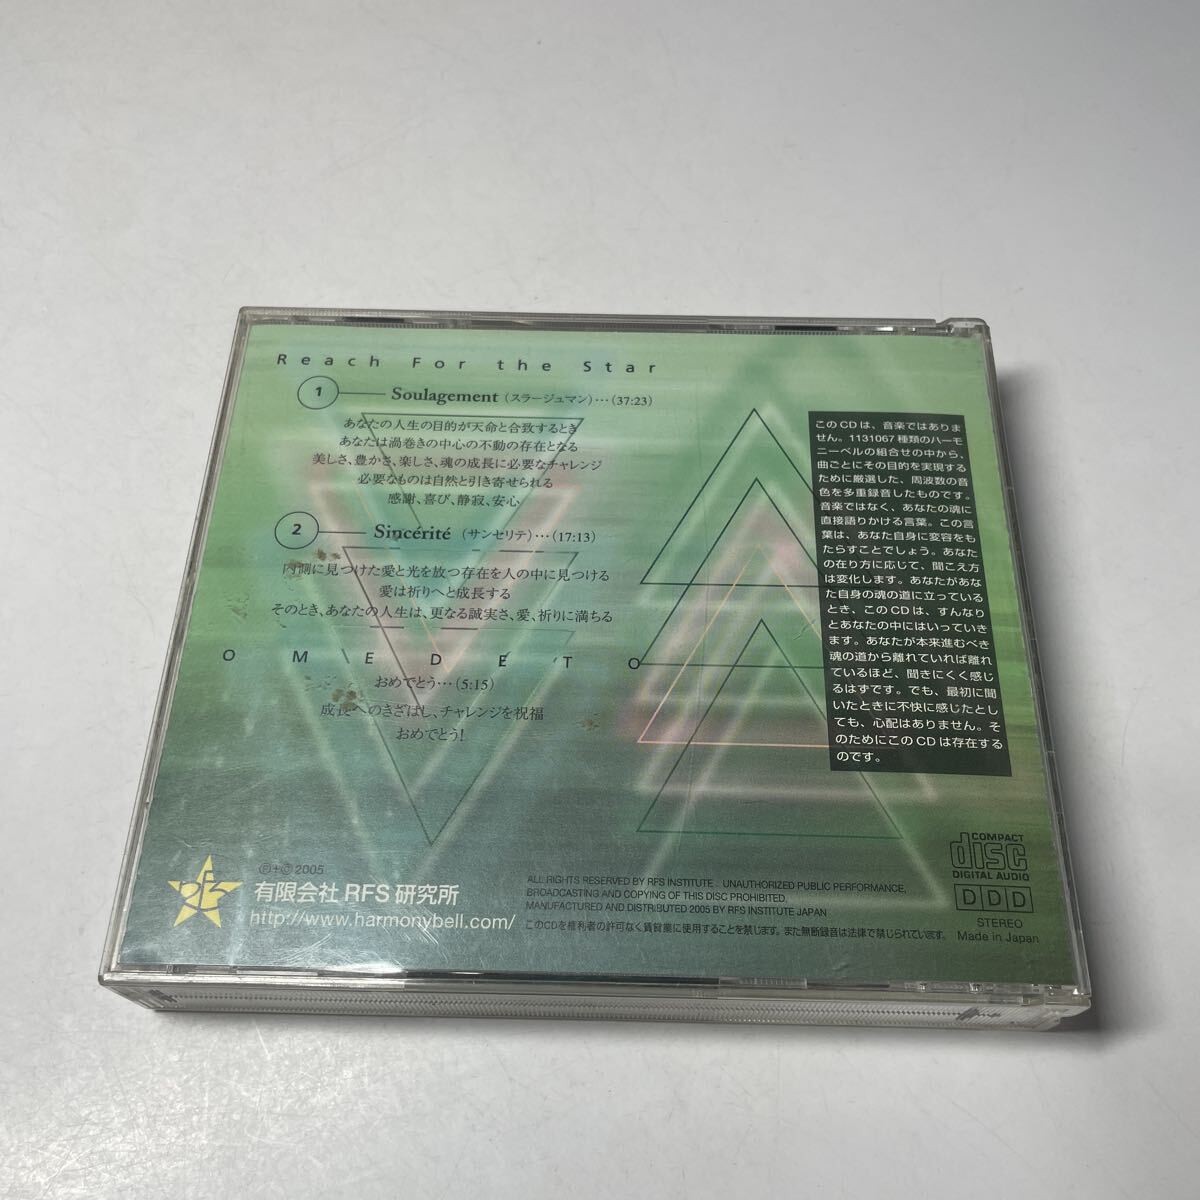 Reach For the Star
1 Soulagement (スラージュマン)…(37:23)
あなたの人生の目的が天命と合致するとき
あなたは渦巻きの中心の不動の存在となる
美しさ、豊かさ、楽しさ、魂の成長に必要なチャレンジ
必要なものは自然と引き寄せられる
感謝、喜び、静寂、安心
2 Sincérité (サンセリテ)…(17:13)
内側に見つけた愛と光を放つ存在を人の中に見つける
愛は祈りへと成長する
そのとき、あなたの人生は、更なる誠実さ、愛、祈りに満ちる
OMEDETO
おめでとう…(5:15)
成長へのきざはし、チャレンジを祝福
おめでとう!
このCDは、音楽ではありま
せん。1131067種類のハーモ
ニーベルの組合せの中から、
曲ごとにその目的を実現する
ために厳選した、周波数の音
色を多重録音したものです。
音楽ではなく、あなたの魂に
直接語りかける言葉。この言
葉は、あなた自身に変容をも
たらすことでしょう。あなた
の在り方に応じて、聞こえ方
は変化します。あなたがあな
た自身の魂の道に立っている
とき、このCDは、すんなり
とあなたの中にはいっていき
ます。あなたが本来進むべき
魂の道から離れていれば離れ
ているほど、聞きにくく感じ
るはずです。でも、最初に聞
いたときに不快に感じたとし
ても、心配はありません。そ
のためにこのCDは存在する
のです。
Ⓟ+© 2005
有限会社 RFS 研究所
http://www.harmonybell.com/
ALL RIGHTS RESERVED BY RFS INSTITUTE . UNAUTHORIZED PUBLIC PERFORMANCE,
BROADCASTING AND COPYING OF THIS DISC PROHIBITED.
MANUFACTURED AND DISTRIBUTED 2005 BY RFS INSTITUTE JAPAN
このCDを権利者の許可なく賃貸業に使用することを禁じます。また無断録音は法律で禁じられています。
COMPACT
disc
DIGITAL AUDIO
DDD
STEREO
Made in Japan